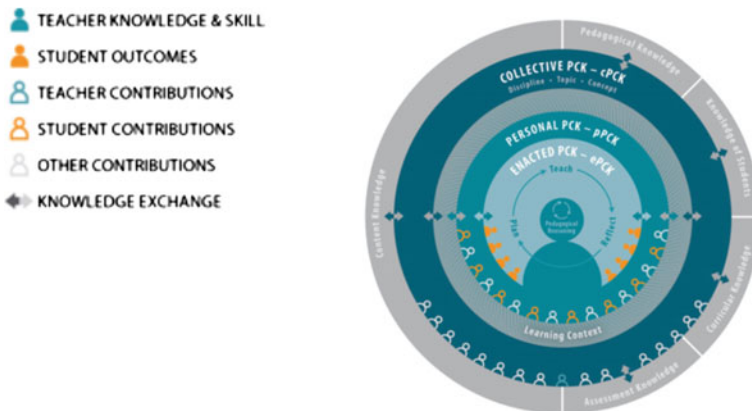 TEACHER KNOWLEDGE & SKILL
STUDENT OUTCOMES
TEACHER CONTRIBUTIONS
STUDENT CONTRIBUTIONS
OTHER CONTRIBUTIONS
KNOWLEDGE EXCHANGE
Pedagogical Knowledge
Knowledge of Students
Curricular Knowledge
Assessment Knowledge
Content Knowledge
COLLECTIVE PCK – cPCK
Discipline • Topic • Concept
PERSONAL PCK – pPCK
ENACTED PCK – ePCK
Teach
Plan
Reflect
Pedagogical
Reasoning
Learning Context